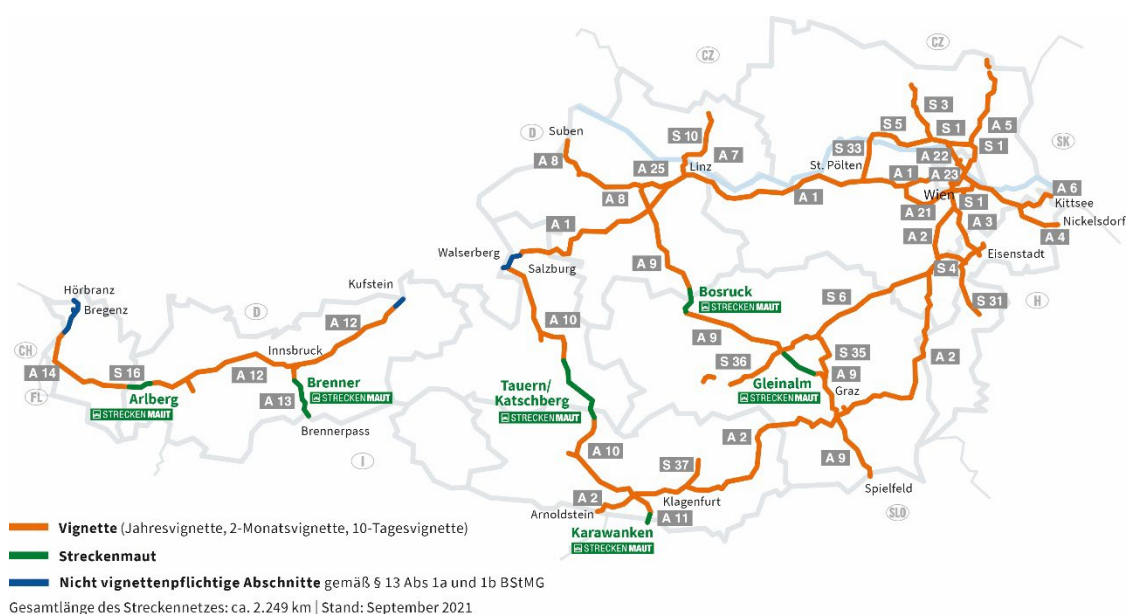 CZ
CZ
D
Suben
S 3
S 5
S 1
A 5
S 10
A 7
S 33
S 1
SK
A 8
A 25
Linz
St. Pölten
A 22
A 1
A 23
A 8
A 1
Wien
S 1
A 6
Kittsee
A 21
A 3
Nickelsdorf
A 1
A 2
A 4
Walserberg
Salzburg
A 9
S 4
Eisenstadt
Hörbranz
Bregenz
Kufstein
D
Bosruck
STRECKENMAUT
S 6
S 31
H
A 12
A 10
A 9
CH
A 14
S 16
Innsbruck
A 12
S 36
S 35
A 2
FL
Arlberg
STRECKENMAUT
A 13
Brenner
STRECKENMAUT
Tauern/
Katschberg
STRECKENMAUT
Gleinalm
STRECKENMAUT
A 9
Graz
Brennerpass
I
A 10
A 2
S 37
A 9
A 2
Arnoldstein
Klagenfurt
A 11
Spielfeld
SLO
Karawanken
STRECKENMAUT
Vignette (Jahresvignette, 2-Monatsvignette, 10-Tagesvignette)
Streckenmaut
Nicht vignettenpflichtige Abschnitte gemäß § 13 Abs 1a und 1b BStMG
Gesamtlänge des Streckennetzes: ca. 2.249 km | Stand: September 2021